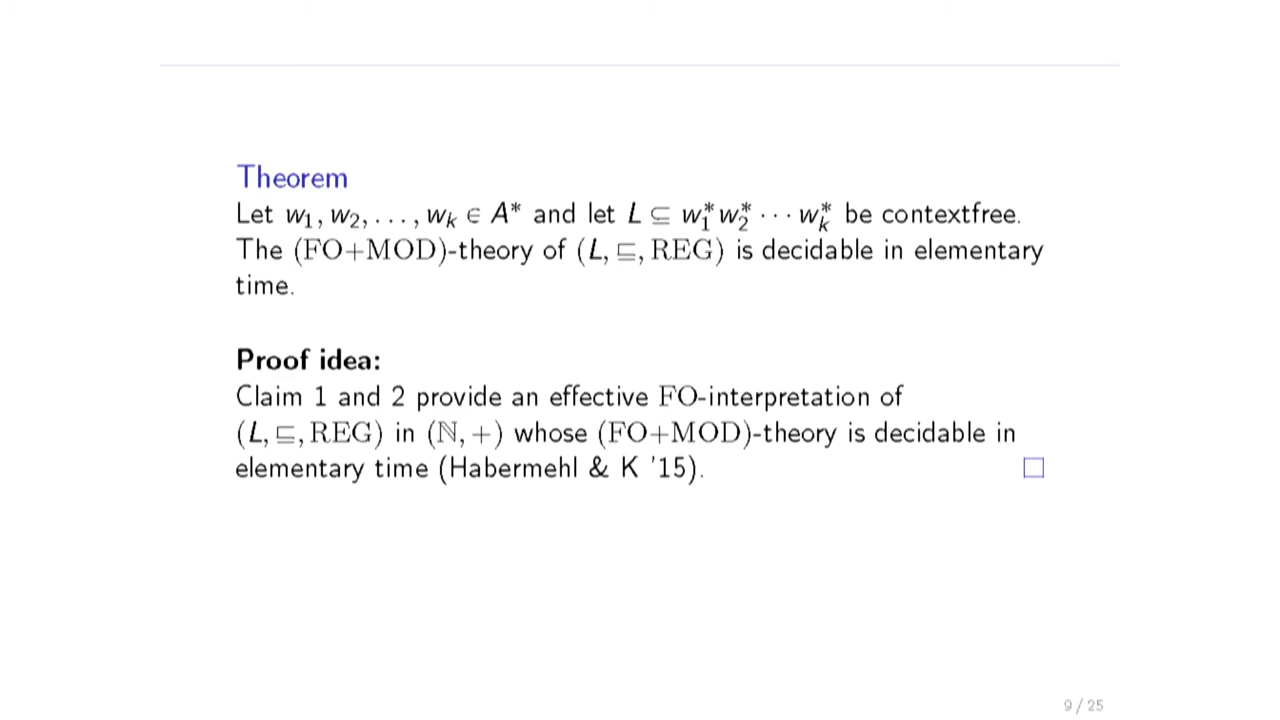 Theorem
Let w₁, w₂, . . . , wₖ ∈ A* and let L ⊆ w₁*w₂* · · · wₖ* be contextfree.
The (FO+MOD)-theory of (L, ⊑, REG) is decidable in elementary
time.
Proof idea:
Claim 1 and 2 provide an effective FO-interpretation of
(L, ⊑, REG) in (ℕ, +) whose (FO+MOD)-theory is decidable in
elementary time (Habermehl & K '15). □
9 / 25